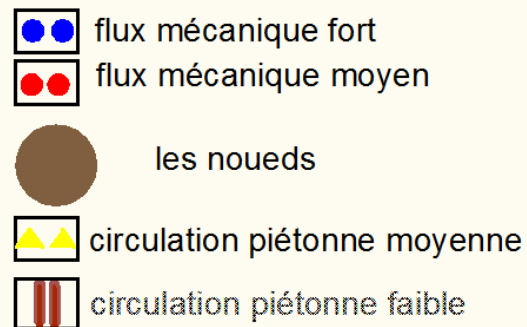 flux mécanique fort
flux mécanique moyen
les noueds
circulation piétonne moyenne
circulation piétonne faible